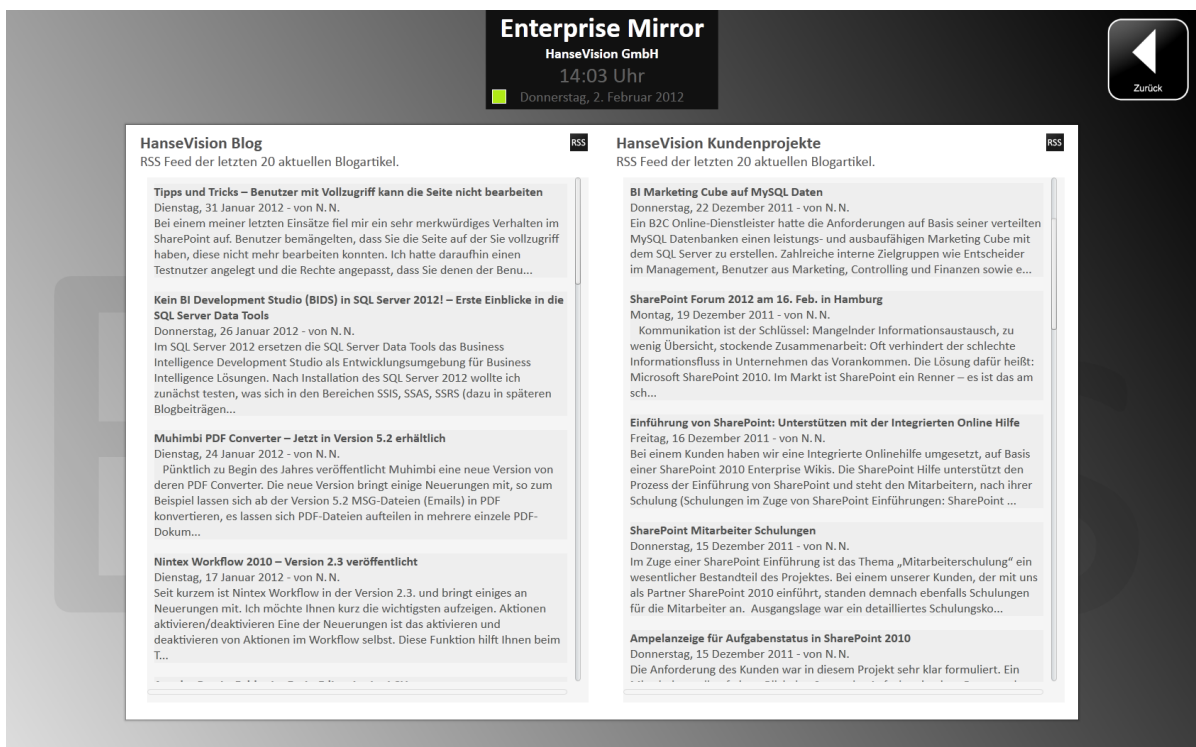 Enterprise Mirror
HanseVision GmbH
14:03 Uhr
Donnerstag, 2. Februar 2012
Zurück
HanseVision Blog
RSS
RSS Feed der letzten 20 aktuellen Blogartikel.
Tipps und Tricks – Benutzer mit Vollzugriff kann die Seite nicht bearbeiten
Dienstag, 31 Januar 2012 - von N.N.
Bei einem meiner letzten Einsätze fiel mir ein sehr merkwürdiges Verhalten im
SharePoint auf. Benutzer bemängelten, dass Sie die Seite auf der Sie vollzugriff
haben, diese nicht mehr bearbeiten konnten. Ich hatte daraufhin einen
Testnutzer angelegt und die Rechte angepasst, dass Sie denen der Benu...
Kein BI Development Studio (BIDS) in SQL Server 2012! – Erste Einblicke in die
SQL Server Data Tools
Donnerstag, 26 Januar 2012 - von N.N.
Im SQL Server 2012 ersetzen die SQL Server Data Tools das Business
Intelligence Development Studio als Entwicklungsumgebung für Business
Intelligence Lösungen. Nach Installation des SQL Server 2012 wollte ich
zunächst testen, was sich in den Bereichen SSIS, SSAS, SSRS (dazu in späteren
Blogbeiträgen...
Muhimbi PDF Converter – Jetzt in Version 5.2 erhältlich
Dienstag, 24 Januar 2012 - von N.N.
Pünktlich zu Begin des Jahres veröffentlicht Muhimbi eine neue Version von
deren PDF Converter. Die neue Version bringt einige Neuerungen mit, so zum
Beispiel lassen sich ab der Version 5.2 MSG-Dateien (Emails) in PDF
konvertieren, es lassen sich PDF-Dateien aufteilen in mehrere einzele PDF-
Dokum...
Nintex Workflow 2010 – Version 2.3 veröffentlicht
Dienstag, 17 Januar 2012 - von N.N.
Seit kurzem ist Nintex Workflow in der Version 2.3. und bringt einiges an
Neuerungen mit. Ich möchte Ihnen kurz die wichtigsten aufzeigen. Aktionen
aktivieren/deaktivieren Eine der Neuerungen ist das aktivieren und
deaktivieren von Aktionen im Workflow selbst. Diese Funktion hilft Ihnen beim
T...
HanseVision Kundenprojekte
RSS
RSS Feed der letzten 20 aktuellen Blogartikel.
BI Marketing Cube auf MySQL Daten
Donnerstag, 22 Dezember 2011 - von N.N.
Ein B2C Online-Dienstleister hatte die Anforderungen auf Basis seiner verteilten
MySQL Datenbanken einen leistungs- und ausbaufähigen Marketing Cube mit
dem SQL Server zu erstellen. Zahlreiche interne Zielgruppen wie Entscheider
im Management, Benutzer aus Marketing, Controlling und Finanzen sowie e...
SharePoint Forum 2012 am 16. Feb. in Hamburg
Montag, 19 Dezember 2011 - von N.N.
Kommunikation ist der Schlüssel: Mangelnder Informationsaustausch, zu
wenig Übersicht, stockende Zusammenarbeit: Oft verhindert der schlechte
Informationsfluss in Unternehmen das Vorankommen. Die Lösung dafür heißt:
Microsoft SharePoint 2010. Im Markt ist SharePoint ein Renner – es ist das am
sch...
Einführung von SharePoint: Unterstützen mit der Integrierten Online Hilfe
Freitag, 16 Dezember 2011 - von N.N.
Bei einem Kunden haben wir eine Integrierte Onlinehilfe umgesetzt, auf Basis
einer SharePoint 2010 Enterprise Wikis. Die SharePoint Hilfe unterstützt den
Prozess der Einführung von SharePoint und steht den Mitarbeitern, nach ihrer
Schulung (Schulungen im Zuge von SharePoint Einführungen: SharePoint ...
SharePoint Mitarbeiter Schulungen
Donnerstag, 15 Dezember 2011 - von N.N.
Im Zuge einer SharePoint Einführung ist das Thema „Mitarbeiterschulung“ ein
wesentlicher Bestandteil des Projektes. Bei einem unserer Kunden, der mit uns
als Partner SharePoint 2010 einführt, standen demnach ebenfalls Schulungen
für die Mitarbeiter an. Ausgangslage war ein detailliertes Schulungsko...
Ampelanzeige für Aufgabenstatus in SharePoint 2010
Donnerstag, 15 Dezember 2011 - von N.N.
Die Anforderung des Kunden war in diesem Projekt sehr klar formuliert. Ein